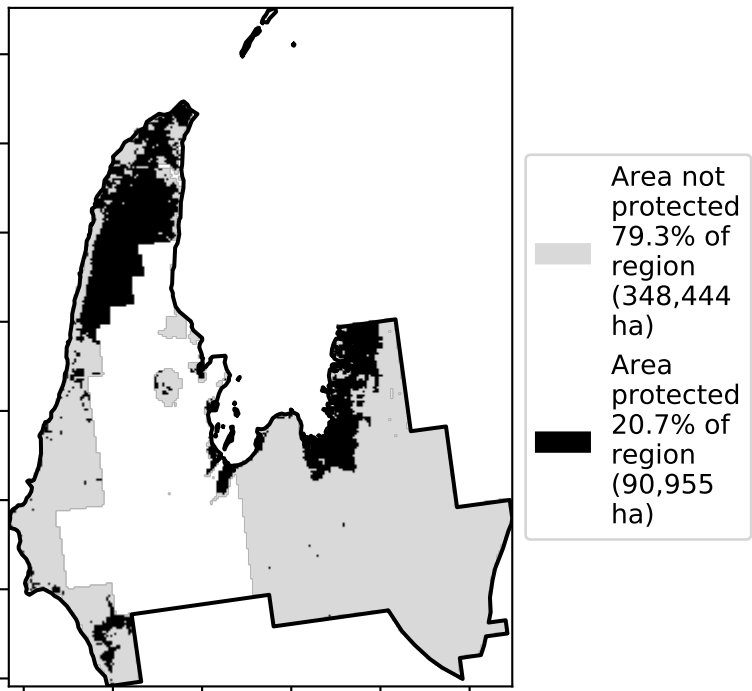 Area not
protected
79.3% of
region
(348,444
ha)
Area
protected
20.7% of
region
(90,955
ha)